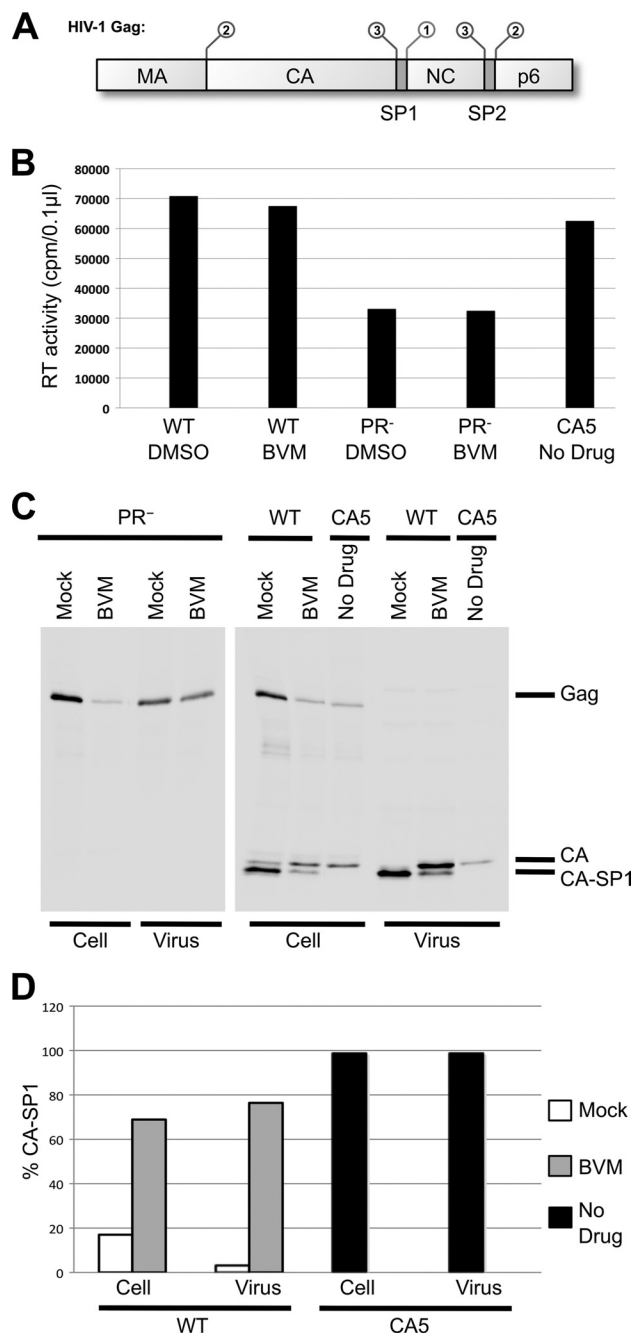 A
HIV-1 Gag:
2 3 1 3 2
MA CA NC p6
SP1 SP2
B
RT activity (cpm/0.1µl)
80000
70000
60000
50000
40000
30000
20000
10000
0
WT DMSO
WT BVM
PR⁻ DMSO
PR⁻ BVM
CA5 No Drug
C
PR⁻ WT CA5 WT CA5
Mock BVM Mock BVM Mock BVM No Drug Mock BVM No Drug
Gag
CA
CA-SP1
Cell Virus Cell Virus
D
% CA-SP1
120
100
80
60
40
20
0
Cell Virus Cell Virus
WT CA5
Mock
BVM
No Drug